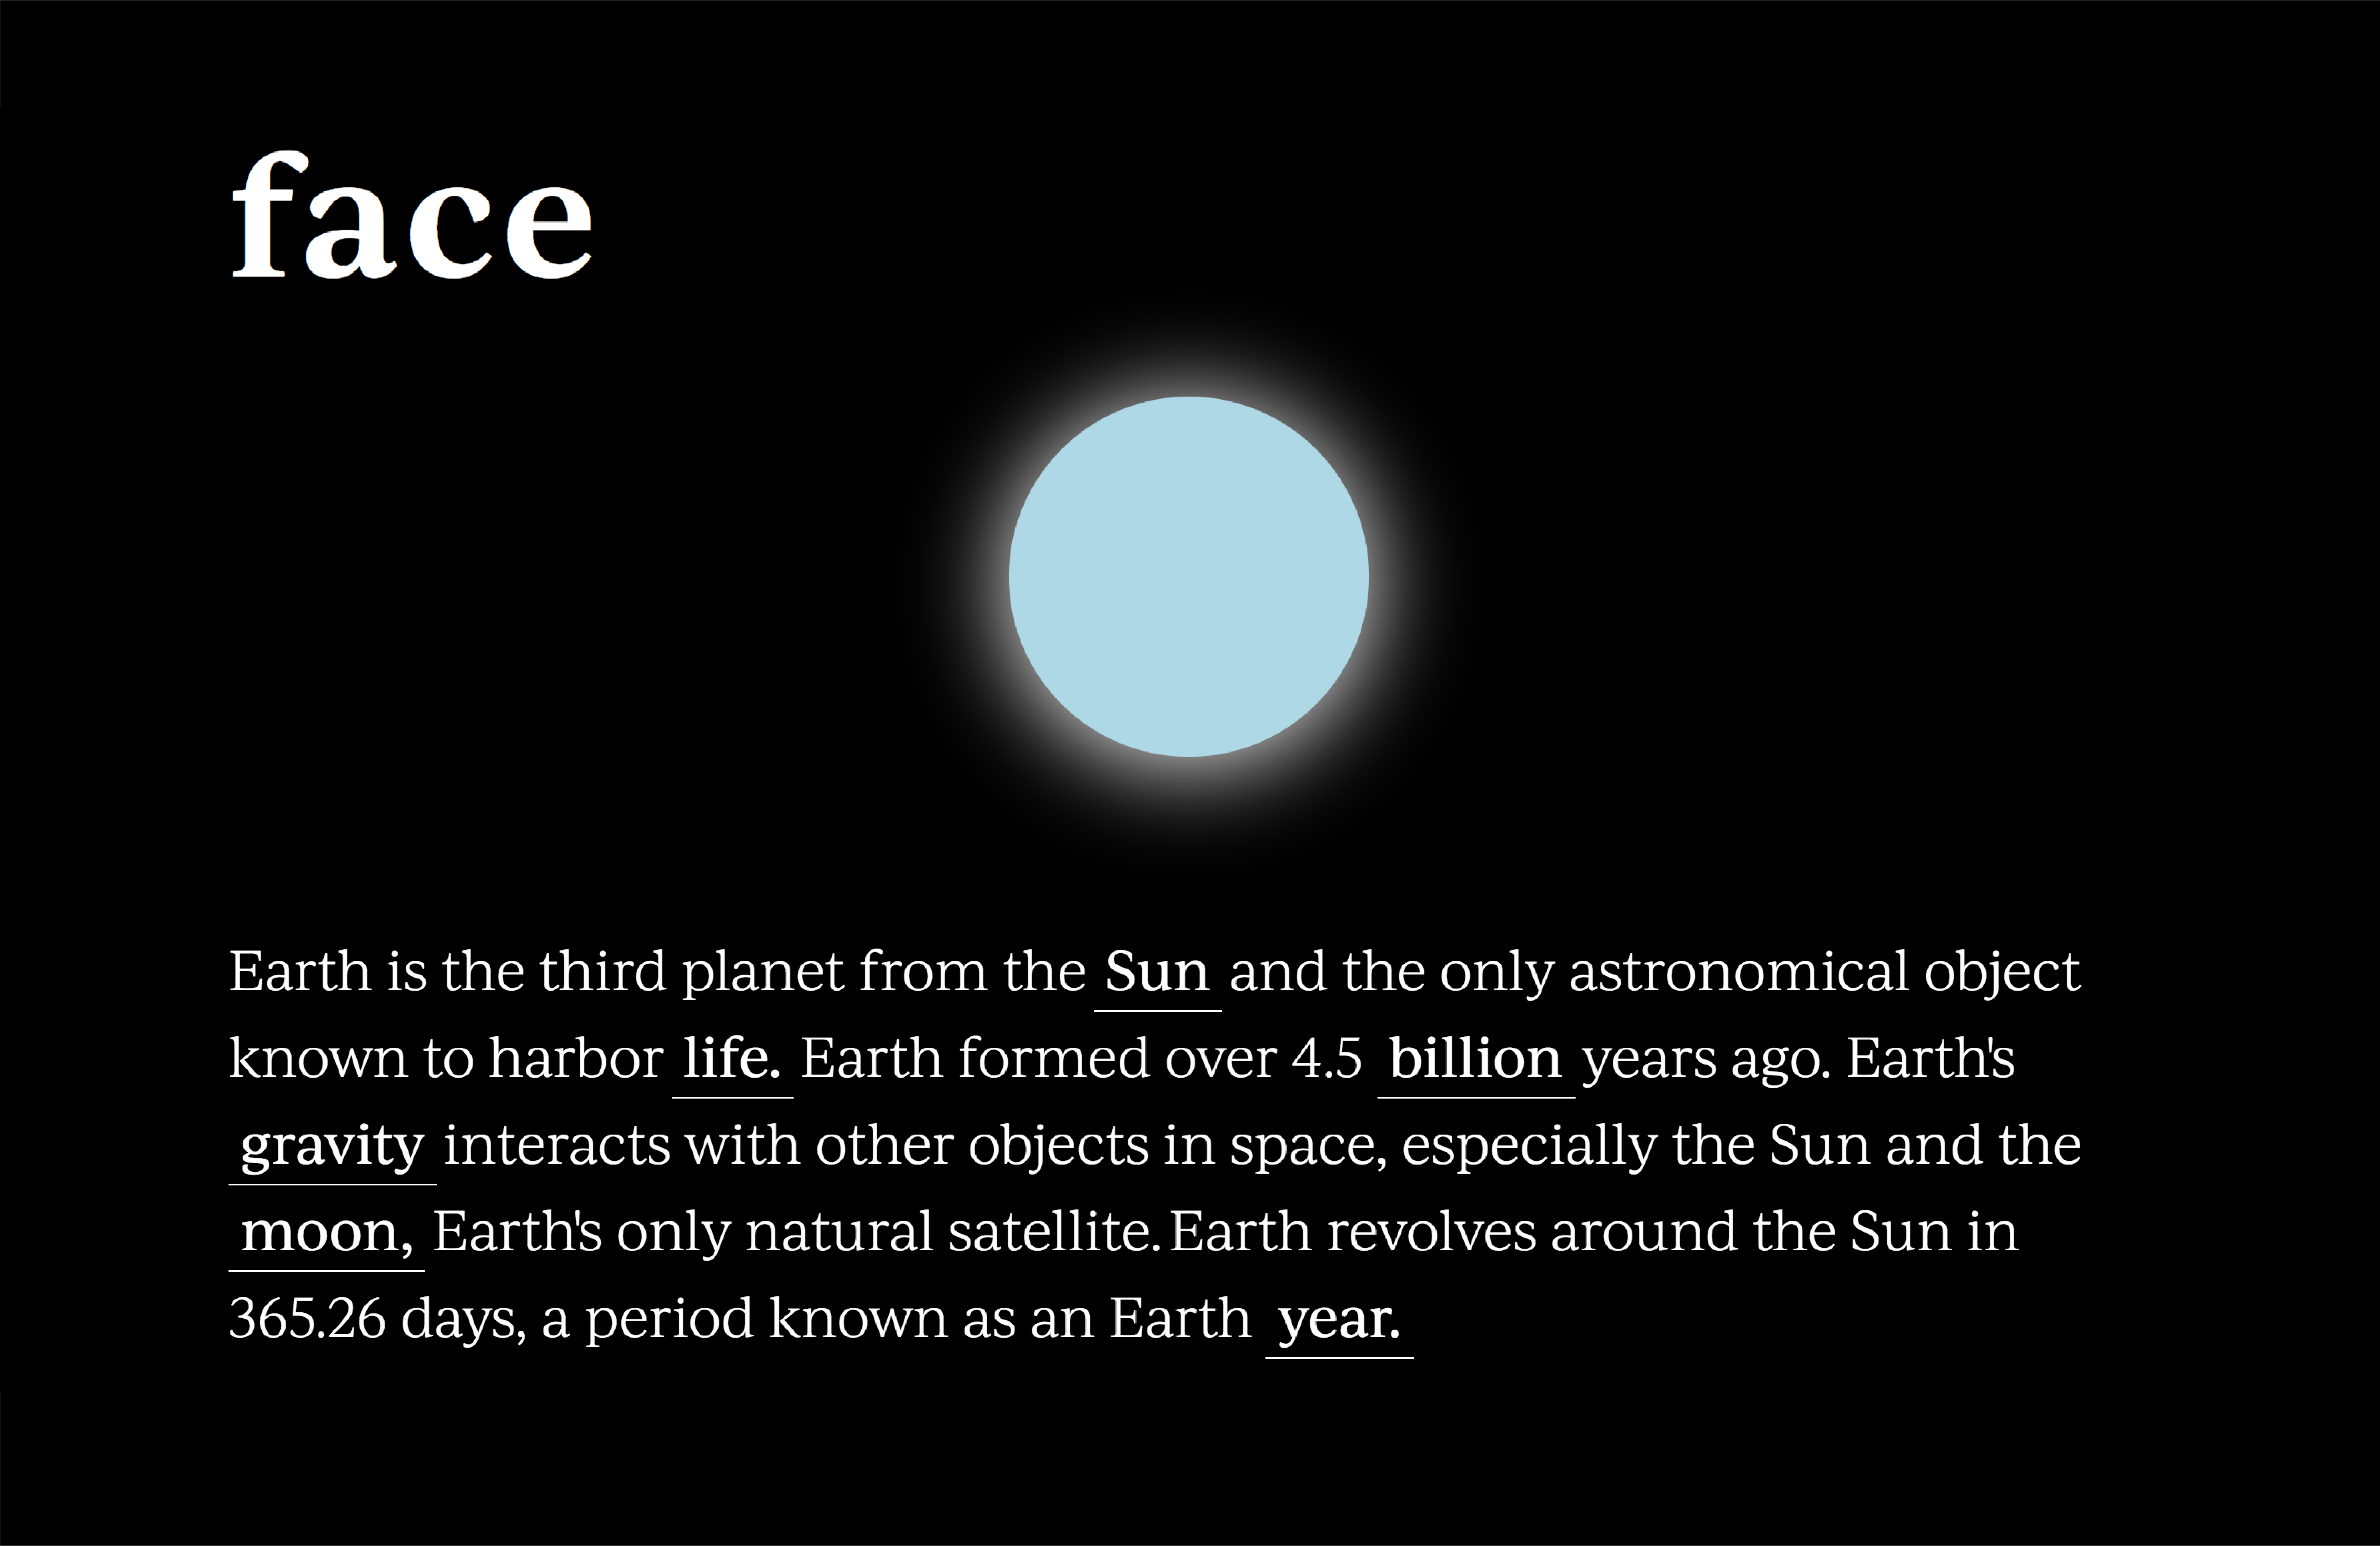 face
Earth is the third planet from the Sun and the only astronomical object
known to harbor life. Earth formed over 4.5 billion years ago. Earth's
gravity interacts with other objects in space, especially the Sun and the
moon, Earth's only natural satellite. Earth revolves around the Sun in
365.26 days, a period known as an Earth year.